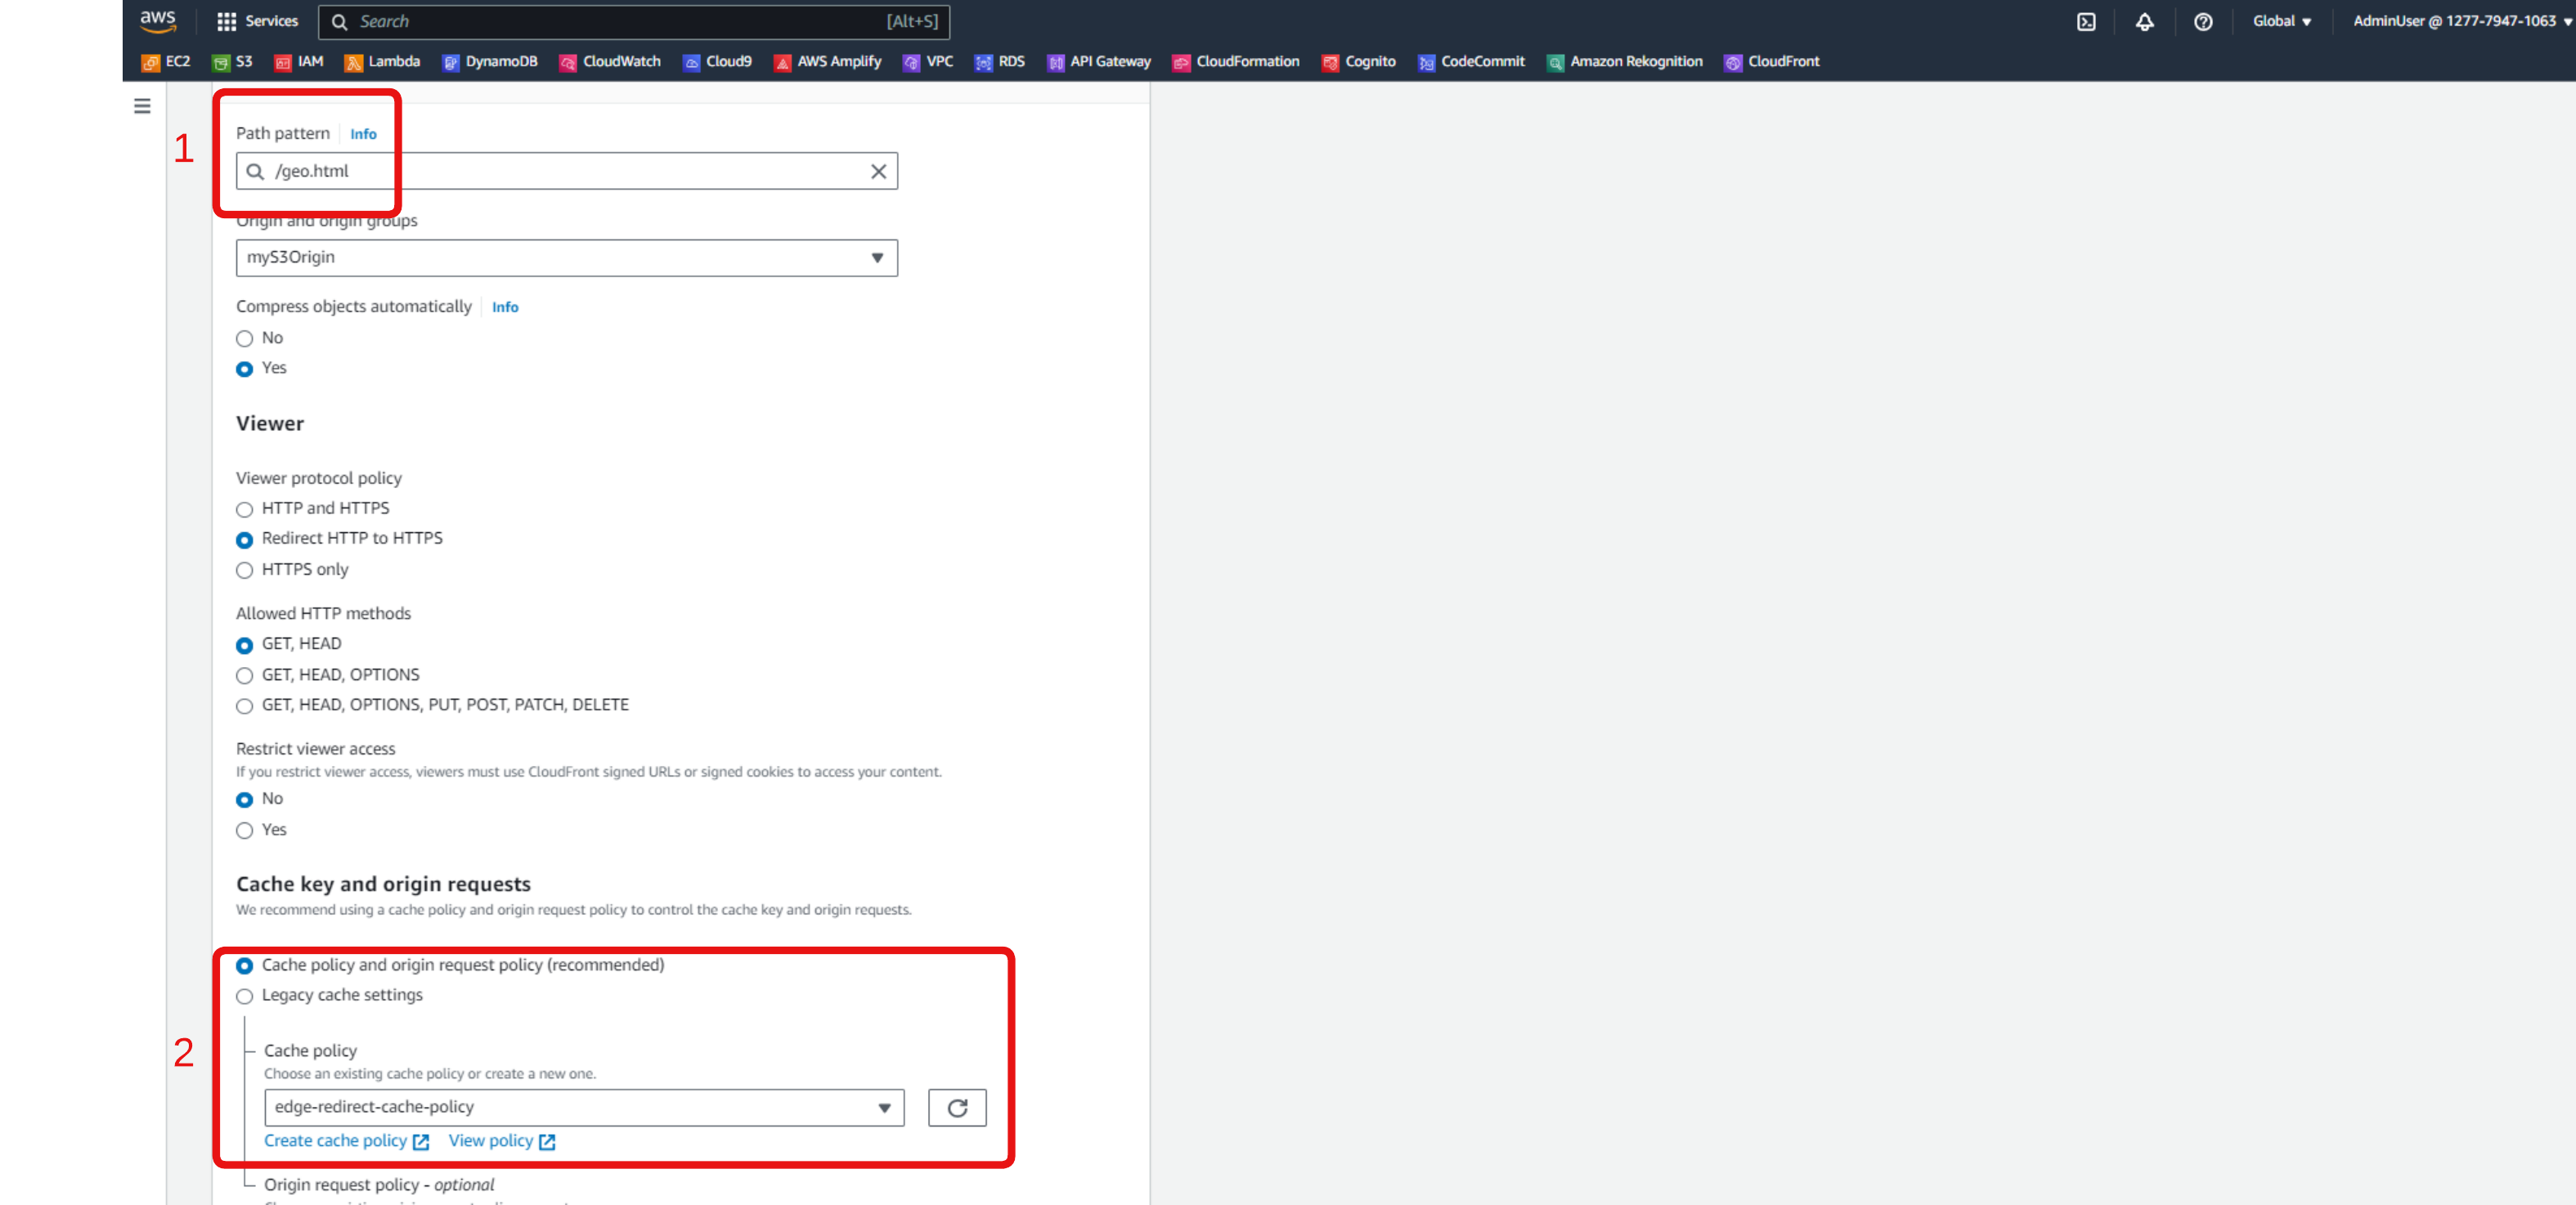 aws Services Search [Alt+S] Global AdminUser @ 1277-7947-1063
EC2 S3 IAM Lambda DynamoDB CloudWatch Cloud9 AWS Amplify VPC RDS API Gateway CloudFormation Cognito CodeCommit Amazon Rekognition CloudFront
1
Path pattern Info
/geo.html
Origin and origin groups
myS3Origin
Compress objects automatically Info
No
Yes
Viewer
Viewer protocol policy
HTTP and HTTPS
Redirect HTTP to HTTPS
HTTPS only
Allowed HTTP methods
GET, HEAD
GET, HEAD, OPTIONS
GET, HEAD, OPTIONS, PUT, POST, PATCH, DELETE
Restrict viewer access
If you restrict viewer access, viewers must use CloudFront signed URLs or signed cookies to access your content.
No
Yes
Cache key and origin requests
We recommend using a cache policy and origin request policy to control the cache key and origin requests.
Cache policy and origin request policy (recommended)
Legacy cache settings
2
Cache policy
Choose an existing cache policy or create a new one.
edge-redirect-cache-policy
Create cache policy View policy
Origin request policy - optional